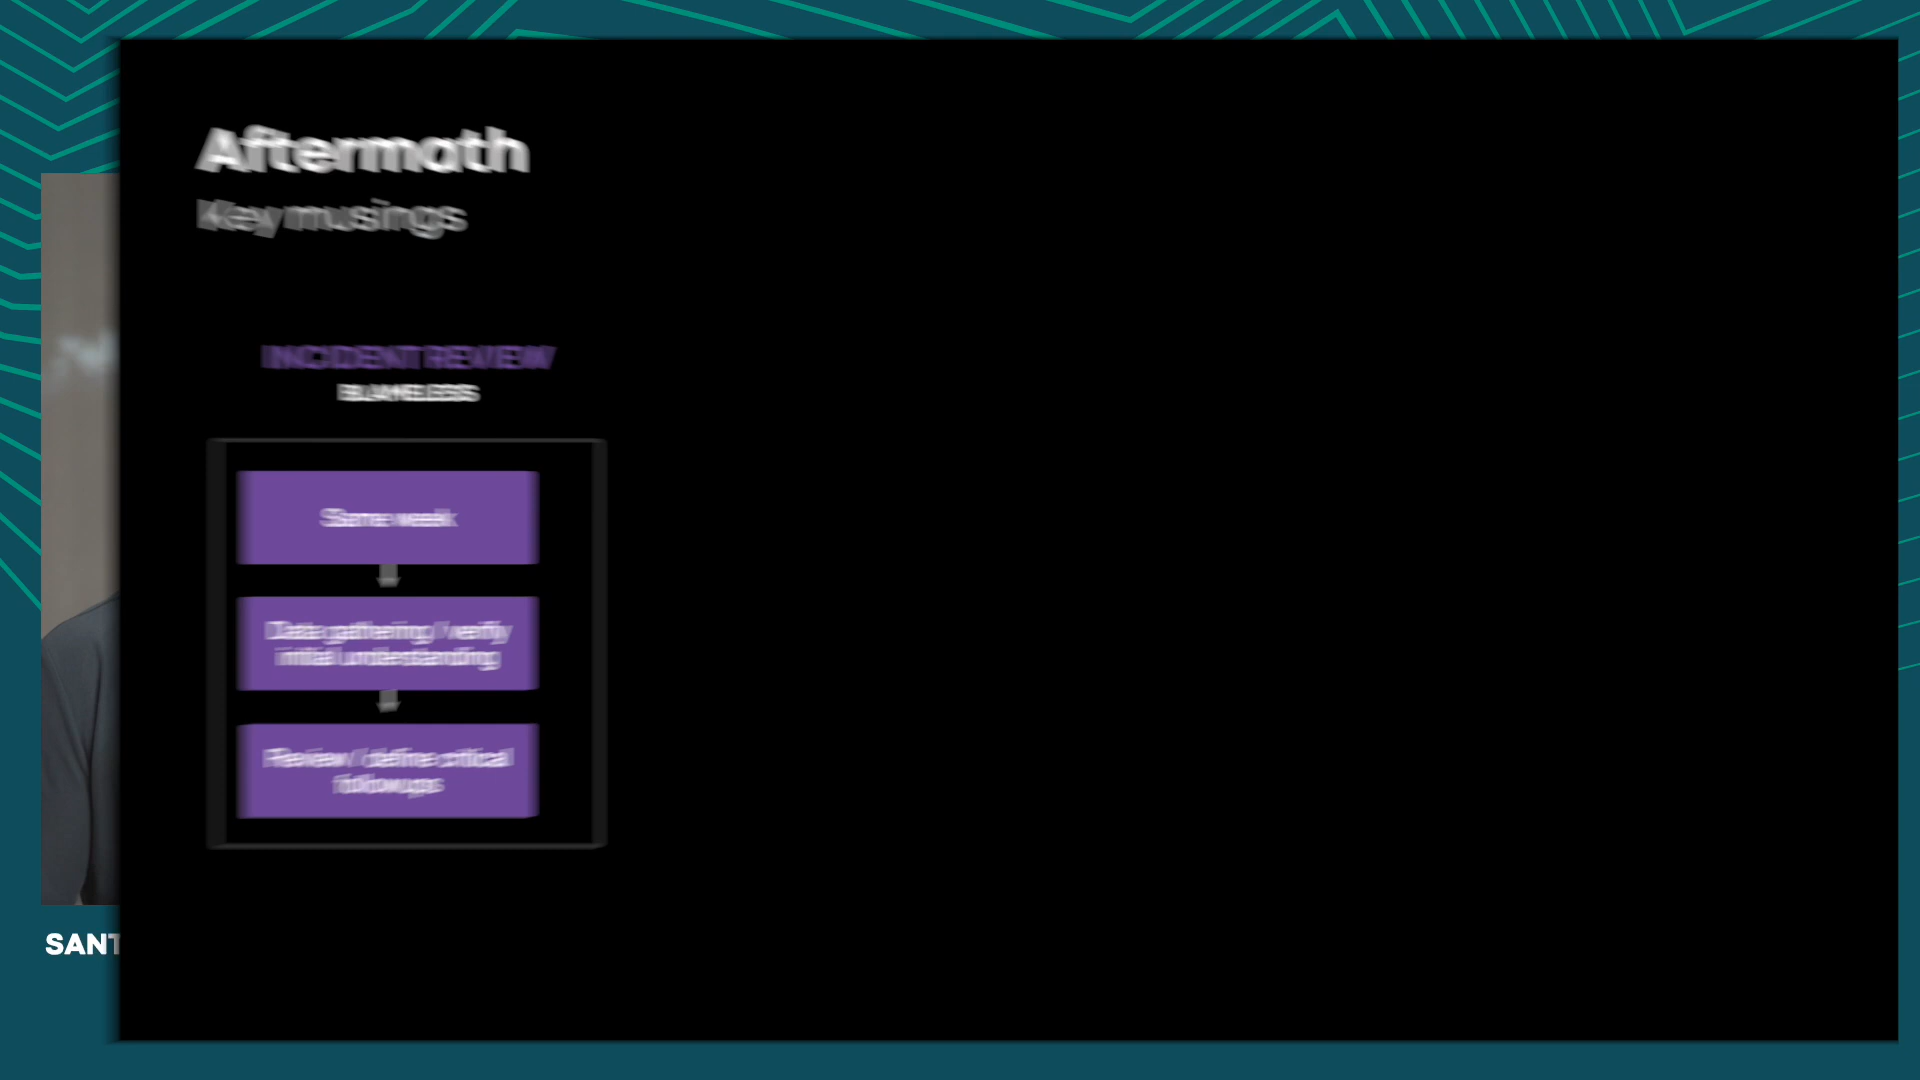 Aftermath
Key musings
INCIDENT REVIEW
BLAMELESS
Same week
Data gathering / verify
initial understanding
Review / define critical
followups
SANT